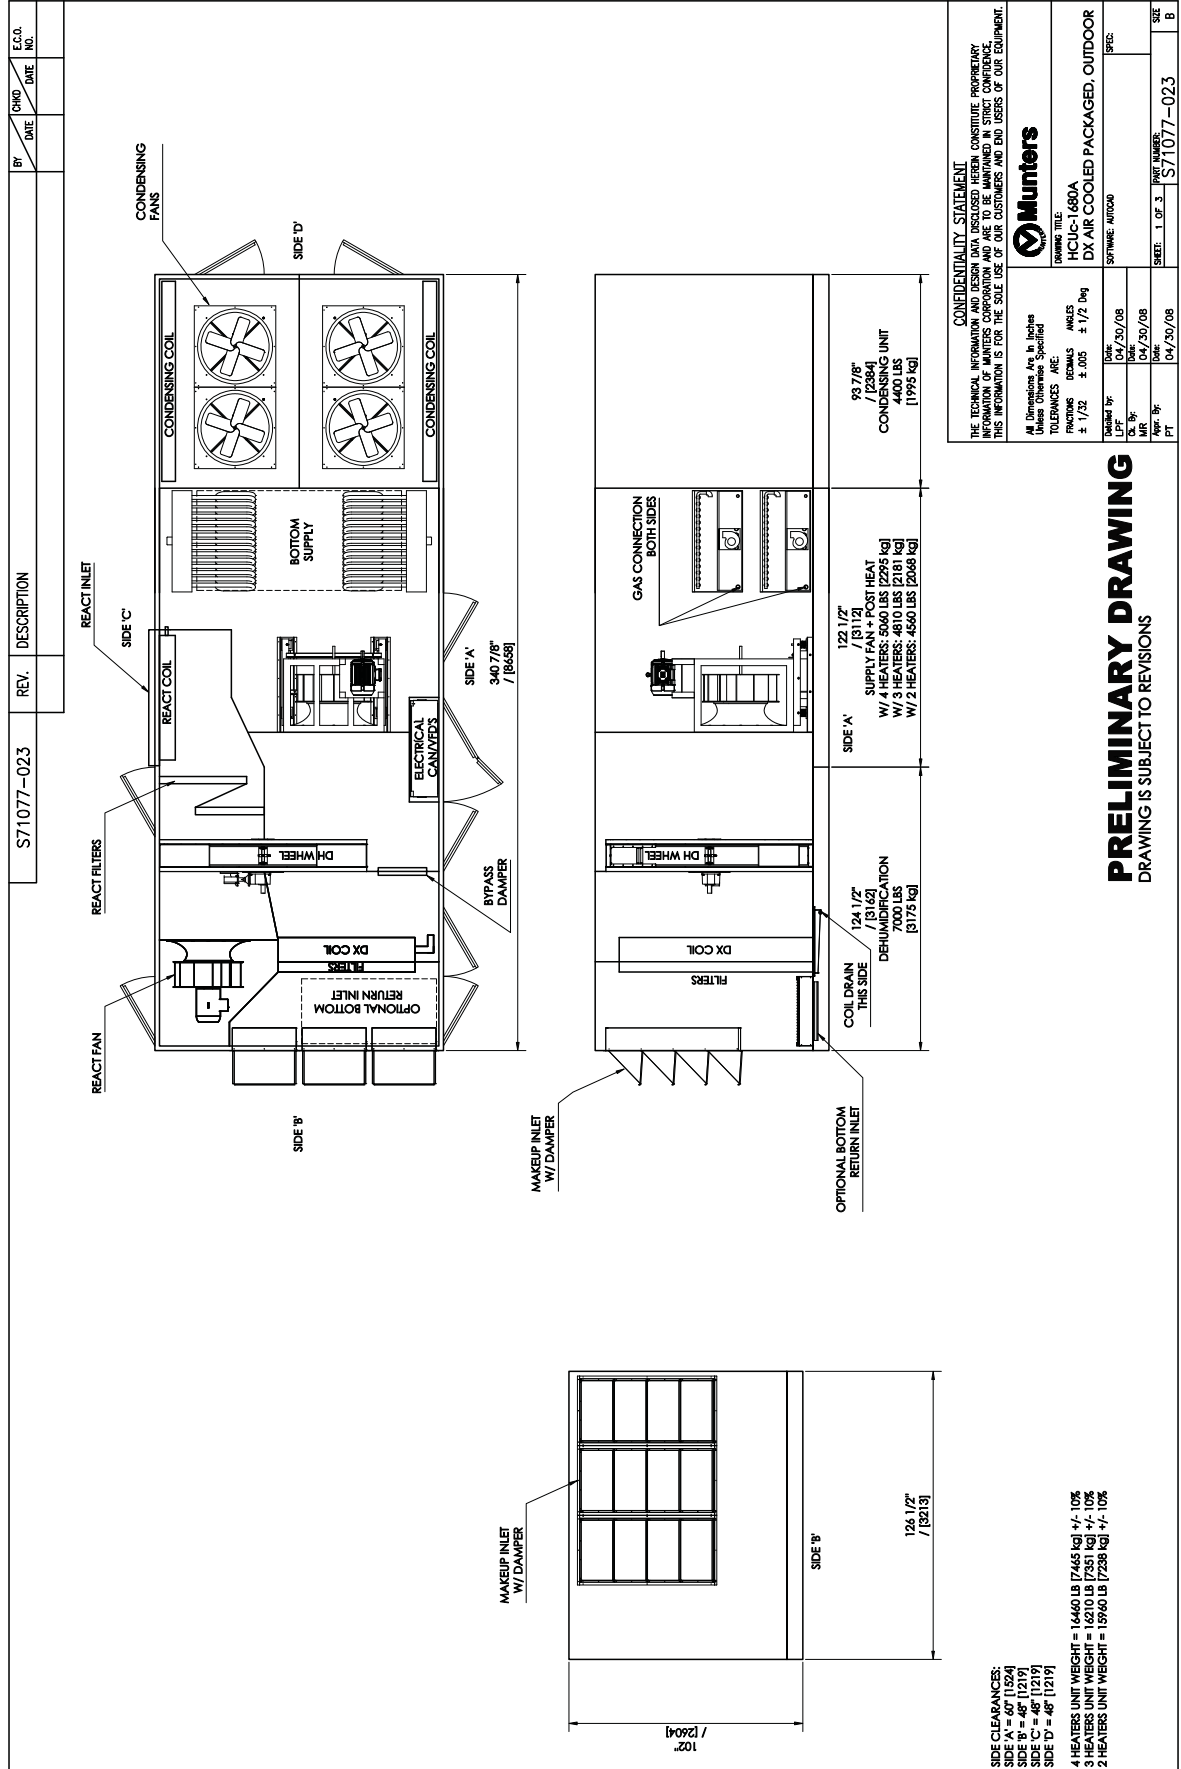 S71077-023
REV.
DESCRIPTION
BY
DATE
CHKD
DATE
E.C.O.
NO.
REACT FAN
REACT FILTERS
REACT INLET
SIDE 'C'
CONDENSING
FANS
SIDE 'D'
REACT COIL
CONDENSING COIL
CONDENSING COIL
BOTTOM
SUPPLY
DH WHEEL
DX COIL
FILTERS
OPTIONAL BOTTOM
RETURN INLET
ELECTRICAL
CAN/VFD'S
SIDE 'B'
BYPASS
DAMPER
SIDE 'A'
340 7/8"
/ [8658]
MAKEUP INLET
W/ DAMPER
GAS CONNECTION
BOTH SIDES
DH WHEEL
DX COIL
FILTERS
OPTIONAL BOTTOM
RETURN INLET
COIL DRAIN
THIS SIDE
SIDE 'A'
124 1/2"
/ [3162]
DEHUMIDIFICATION
7000 LBS
[3175 kg]
122 1/2"
/ [3112]
SUPPLY FAN + POST HEAT
W/ 4 HEATERS: 5060 LBS [2295 kg]
W/ 3 HEATERS: 4810 LBS [2181 kg]
W/ 2 HEATERS: 4560 LBS [2068 kg]
93 7/8"
/ [2384]
CONDENSING UNIT
4400 LBS
[1995 kg]
MAKEUP INLET
W/ DAMPER
SIDE 'B'
102"
/ [2604]
126 1/2"
/ [3213]
SIDE CLEARANCES:
SIDE 'A' = 60" [1524]
SIDE 'B' = 48" [1219]
SIDE 'C' = 48" [1219]
SIDE 'D' = 48" [1219]
4 HEATERS UNIT WEIGHT = 16460 LB [7465 kg] +/- 10%
3 HEATERS UNIT WEIGHT = 16210 LB [7351 kg] +/- 10%
2 HEATERS UNIT WEIGHT = 15960 LB [7238 kg] +/- 10%
PRELIMINARY DRAWING
DRAWING IS SUBJECT TO REVISIONS
CONFIDENTIALITY STATEMENT
THE TECHNICAL INFORMATION AND DESIGN DATA DISCLOSED HEREIN CONSTITUTE PROPRIETARY
INFORMATION OF MUNTERS CORPORATION AND ARE TO BE MAINTAINED IN STRICT CONFIDENCE,
THIS INFORMATION IS FOR THE SOLE USE OF OUR CUSTOMERS AND END USERS OF OUR EQUIPMENT.
All Dimensions Are In Inches
Unless Otherwise Specified
TOLERANCES ARE:
FRACTIONS DECIMALS ANGLES
± 1/32 ± .005 ± 1/2 Deg
Munters
DRAWING TITLE:
HCUc-1680A
DX AIR COOLED PACKAGED, OUTDOOR
Detailed by:
LPF
Date:
04/30/08
SOFTWARE: AUTOCAD
SPEC:
Ck. By:
MR
Date:
04/30/08
Appr. By:
PT
Date:
04/30/08
SHEET: 1 OF 3
PART NUMBER:
S71077-023
SIZE
B